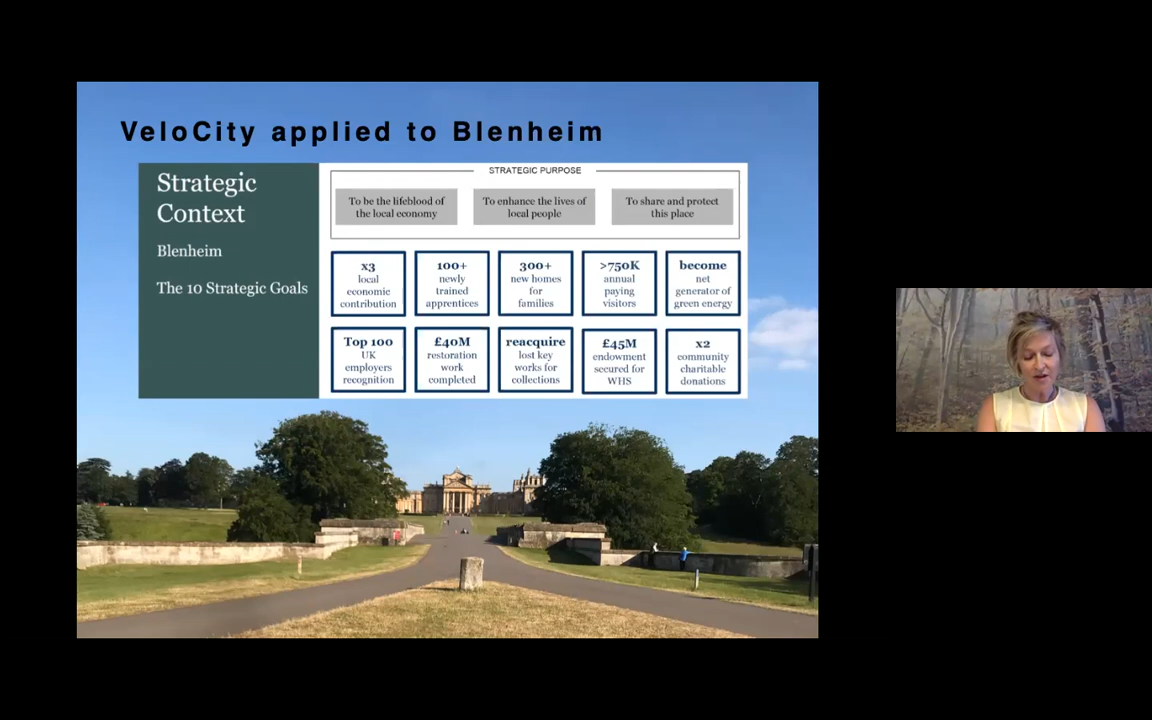 VeloCity applied to Blenheim
Strategic
Context
Blenheim
The 10 Strategic Goals
STRATEGIC PURPOSE
To be the lifeblood of
the local economy
To enhance the lives of
local people
To share and protect
this place
x3
local
economic
contribution
100+
newly
trained
apprentices
300+
new homes
for
families
>750K
annual
paying
visitors
become
net
generator of
green energy
Top 100
UK
employers
recognition
£40M
restoration
work
completed
reacquire
lost key
works for
collections
£45M
endowment
secured for
WHS
x2
community
charitable
donations